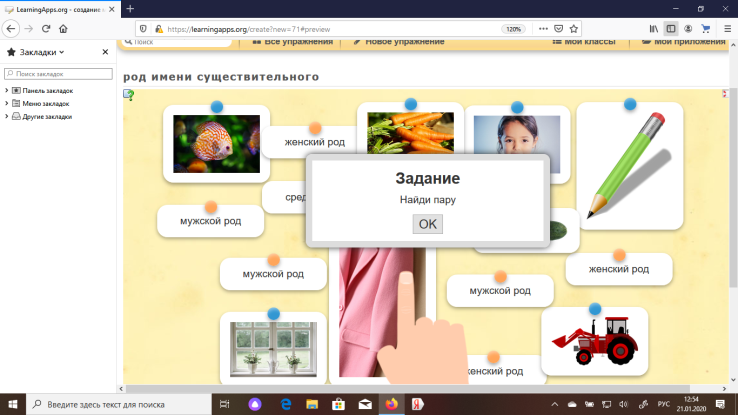 LearningApps.org - создание м
https://learningapps.org/create?new=71#preview
120%
Закладки
Поиск закладок
Панель закладок
Меню закладок
Другие закладки
Поиск
Все упражнения
Новое упражнение
Мои классы
Мои приложения
род имени существительного
женский род
сред
мужской род
Задание
Найди пару
OK
мужской род
женский род
мужской род
женский род
Введите здесь текст для поиска
РУС
12:54
21.01.2020